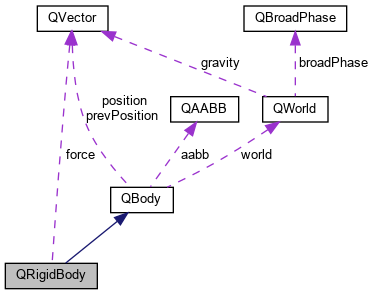 QVector
QBroadPhase
gravity
broadPhase
position
prevPosition
QAABB
QWorld
force
aabb
world
QBody
QRigidBody